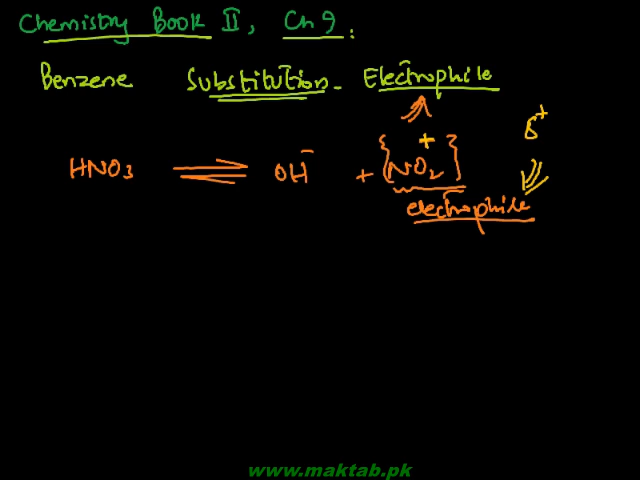 Chemistry Book II, Ch 9.
Benzene Substitution Electrophile
δ+
HNO3 ⇌ OH⁻ + {NO2}⁺
electrophile
www.maktab.pk